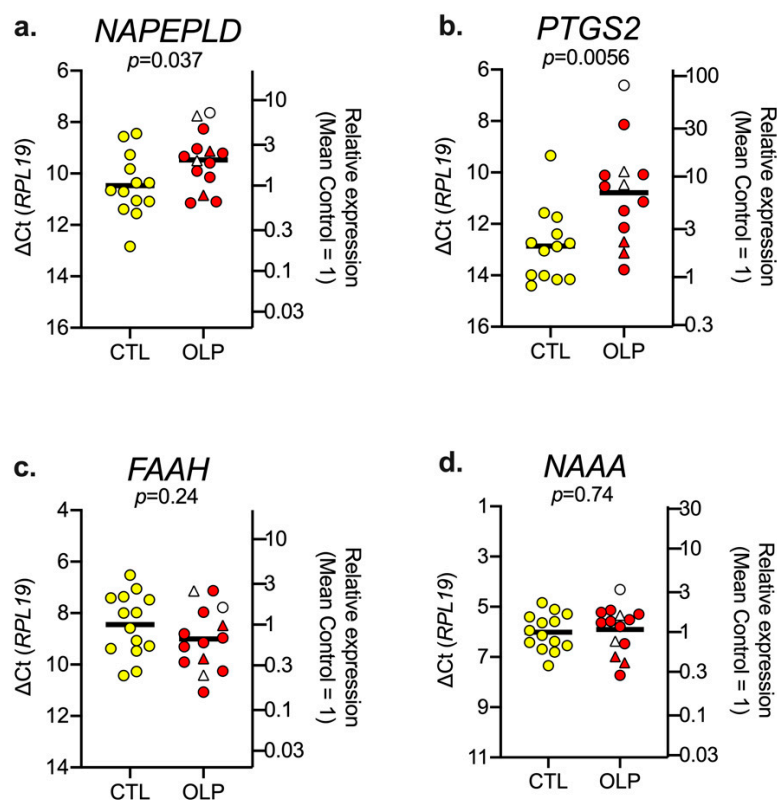 a.
NAPEPLD
p=0.037
6
8
10
12
14
16
ΔCt (RPL19)
10
3
1
0.3
0.1
0.03
Relative expression
(Mean Control = 1)
CTL
OLP
b.
PTGS2
p=0.0056
6
8
10
12
14
16
ΔCt (RPL19)
100
30
10
3
1
0.3
Relative expression
(Mean Control = 1)
CTL
OLP
c.
FAAH
p=0.24
4
6
8
10
12
14
ΔCt (RPL19)
10
3
1
0.3
0.1
0.03
Relative expression
(Mean Control = 1)
CTL
OLP
d.
NAAA
p=0.74
1
3
5
7
9
11
ΔCt (RPL19)
30
10
3
1
0.3
0.1
0.03
Relative expression
(Mean Control = 1)
CTL
OLP